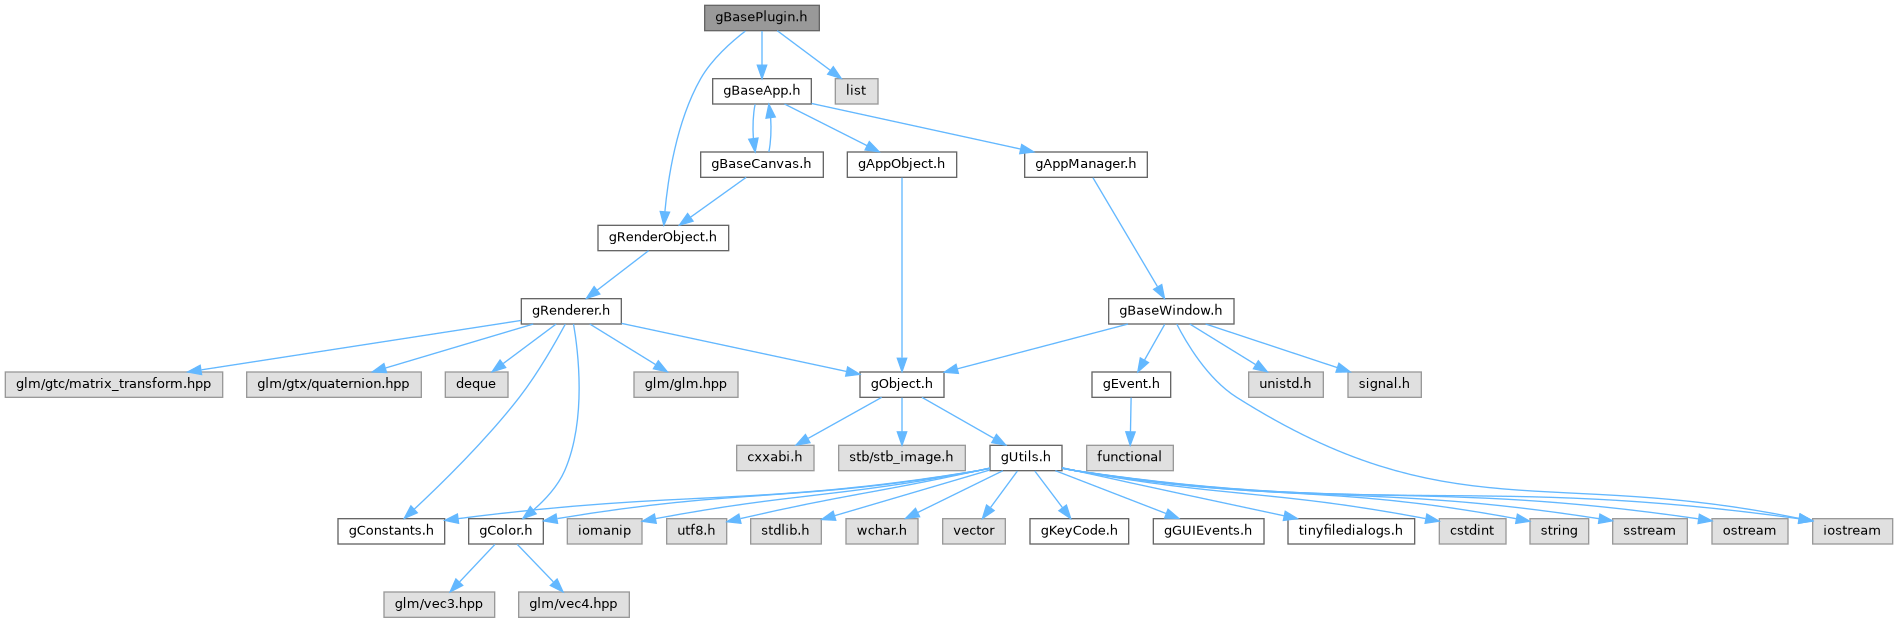 gBasePlugin.h
gBaseApp.h
list
gBaseCanvas.h
gAppObject.h
gAppManager.h
gRenderObject.h
gRenderer.h
gBaseWindow.h
glm/gtc/matrix_transform.hpp
glm/gtx/quaternion.hpp
deque
glm/glm.hpp
gObject.h
gEvent.h
unistd.h
signal.h
cxxabi.h
stb/stb_image.h
gUtils.h
functional
gConstants.h
gColor.h
iomanip
utf8.h
stdlib.h
wchar.h
vector
gKeyCode.h
gGUIEvents.h
tinyfiledialogs.h
cstdint
string
sstream
ostream
iostream
glm/vec3.hpp
glm/vec4.hpp